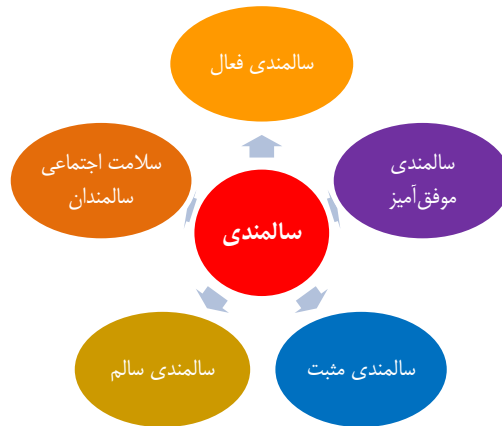 سالمندی فعال
سالمندی
موفق‌آمیز
سلامت اجتماعی
سالمندان
سالمندی
سالمندی مثبت
سالمندی سالم